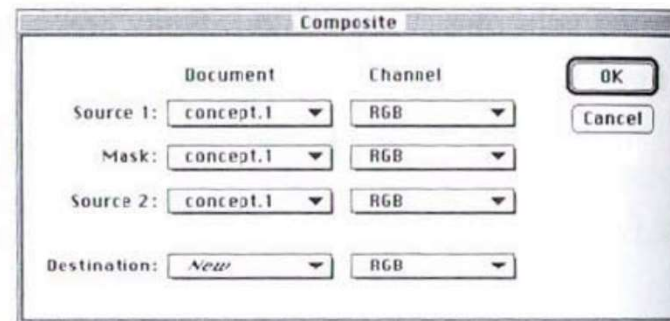 Composite
Document Channel OK
Source 1: concept.1 RGB Cancel
Mask: concept.1 RGB
Source 2: concept.1 RGB
Destination: New RGB